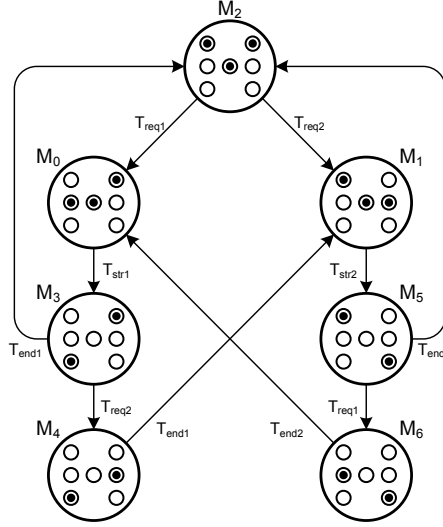 M2
Treq1
Treq2
M0
M1
Tstr1
Tstr2
M3
M5
Tend1
Tend
Treq2
Treq1
M4
Tend1
Tend2
M6